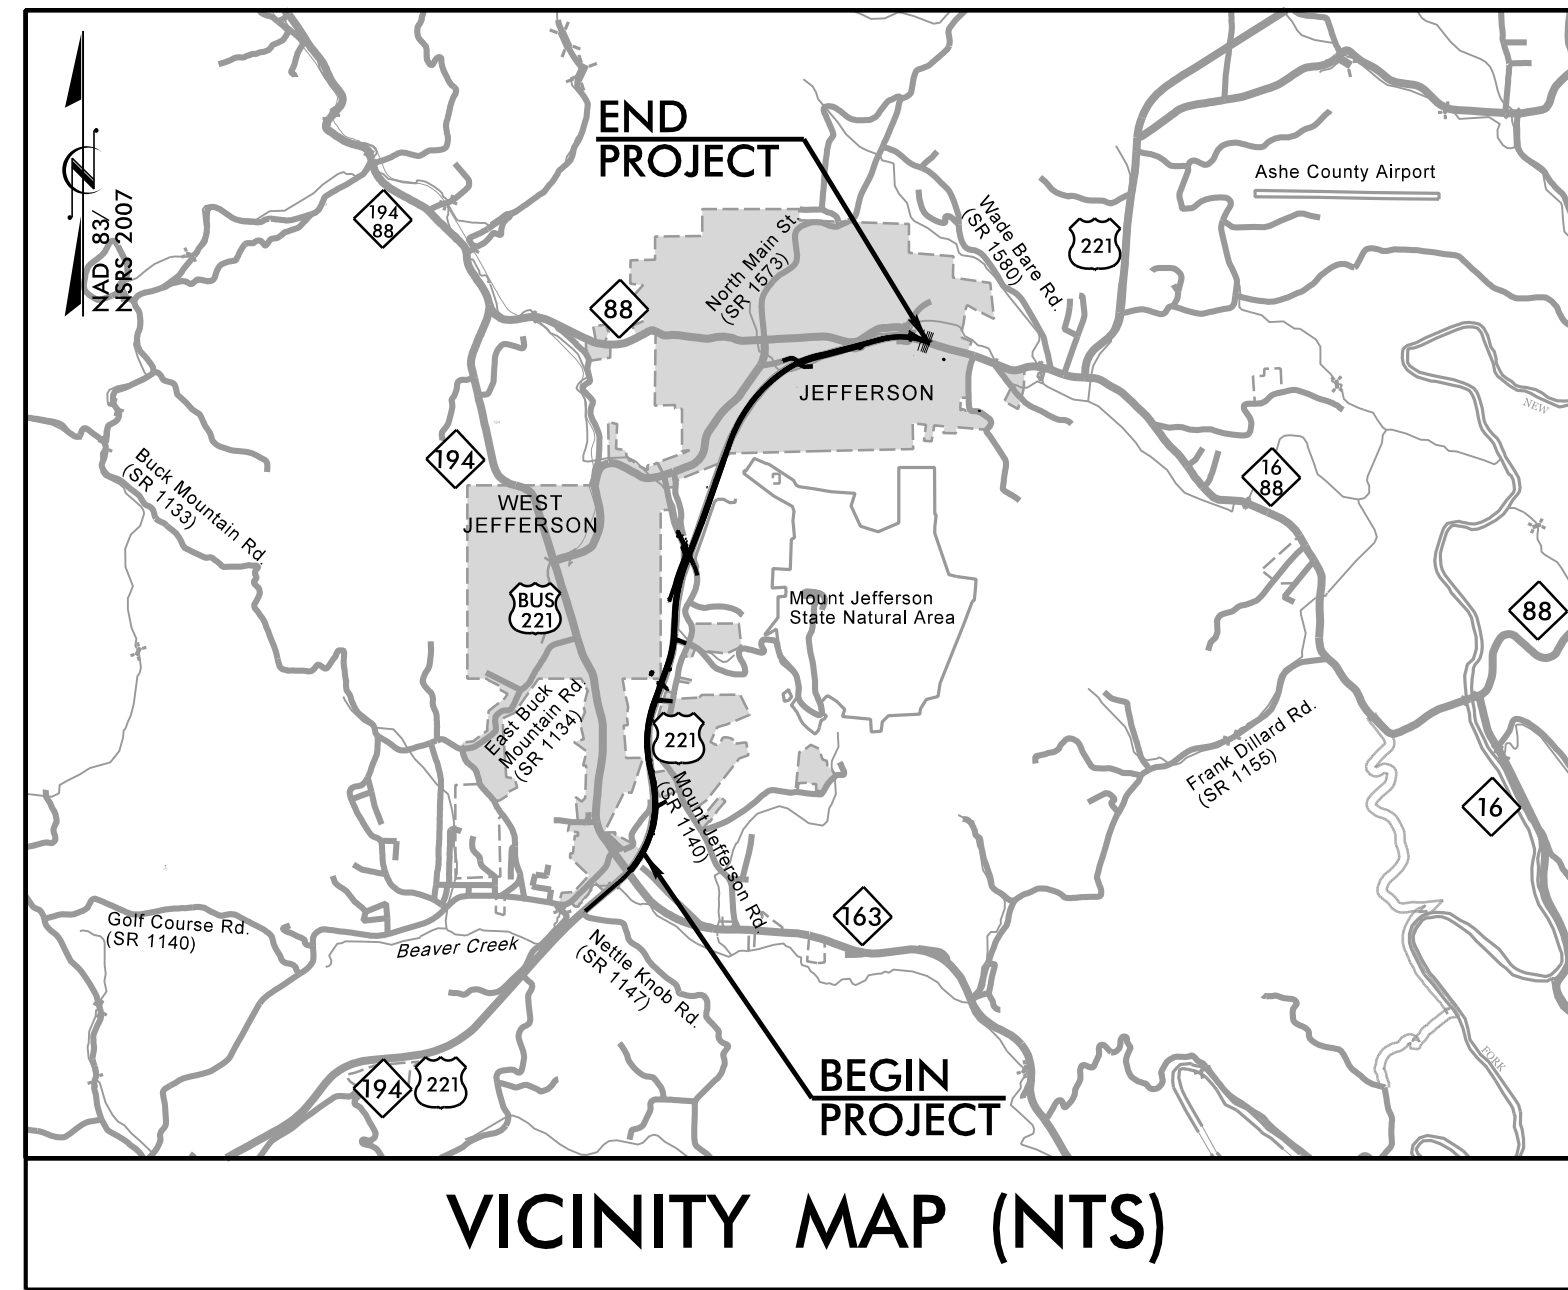 END
PROJECT
Ashe County Airport
194
88
NAD 83/
NSRS 2007
Wade Bare Rd.
(SR 1580)
221
North Main St.
(SR 1573)
88
JEFFERSON
NEW
194
Buck Mountain Rd.
(SR 1133)
16
88
WEST
JEFFERSON
BUS
221
Mount Jefferson
State Natural Area
88
East Buck
Mountain Rd.
(SR 1134)
221
Frank Dillard Rd.
(SR 1155)
Mount Jefferson Rd.
(SR 1140)
16
163
Golf Course Rd.
(SR 1140)
Beaver Creek
Nettle Knob Rd.
(SR 1147)
FORK
194
221
BEGIN
PROJECT
VICINITY MAP (NTS)